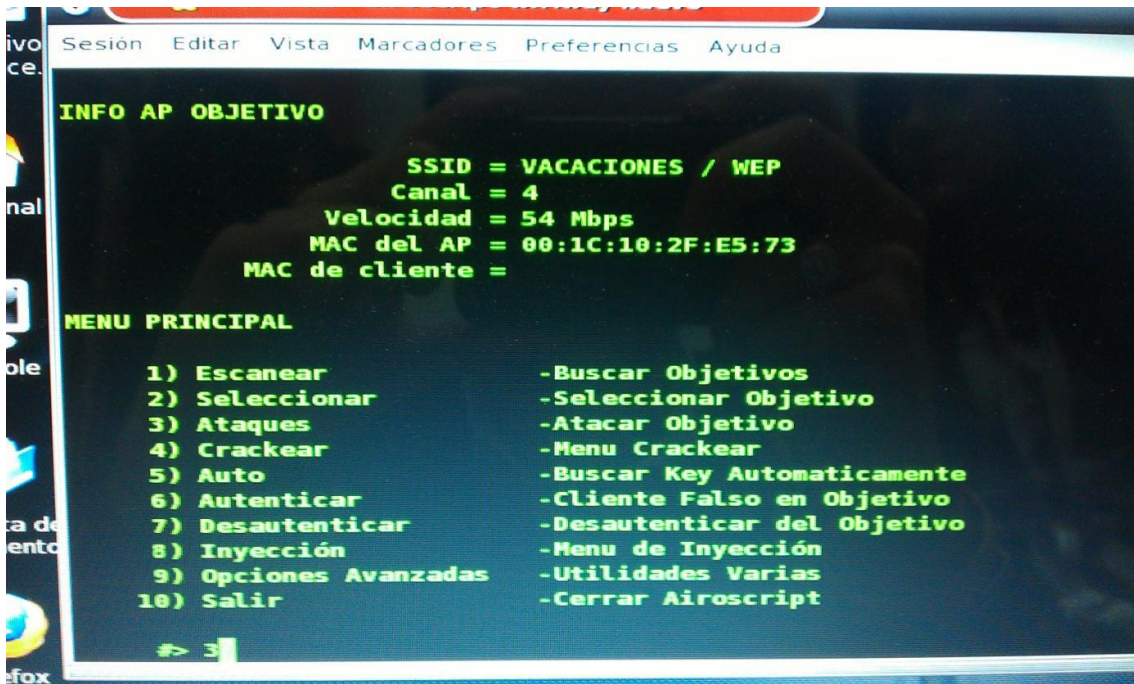 Sesión Editar Vista Marcadores Preferencias Ayuda
INFO AP OBJETIVO
SSID = VACACIONES / WEP
Canal = 4
Velocidad = 54 Mbps
MAC del AP = 00:1C:10:2F:E5:73
MAC de cliente =
MENU PRINCIPAL
1) Escanear -Buscar Objetivos
2) Seleccionar -Seleccionar Objetivo
3) Ataques -Atacar Objetivo
4) Crackear -Menu Crackear
5) Auto -Buscar Key Automaticamente
6) Autenticar -Cliente Falso en Objetivo
7) Desautenticar -Desautenticar del Objetivo
8) Inyección -Menu de Inyección
9) Opciones Avanzadas -Utilidades Varias
10) Salir -Cerrar Airoscript
#> 3